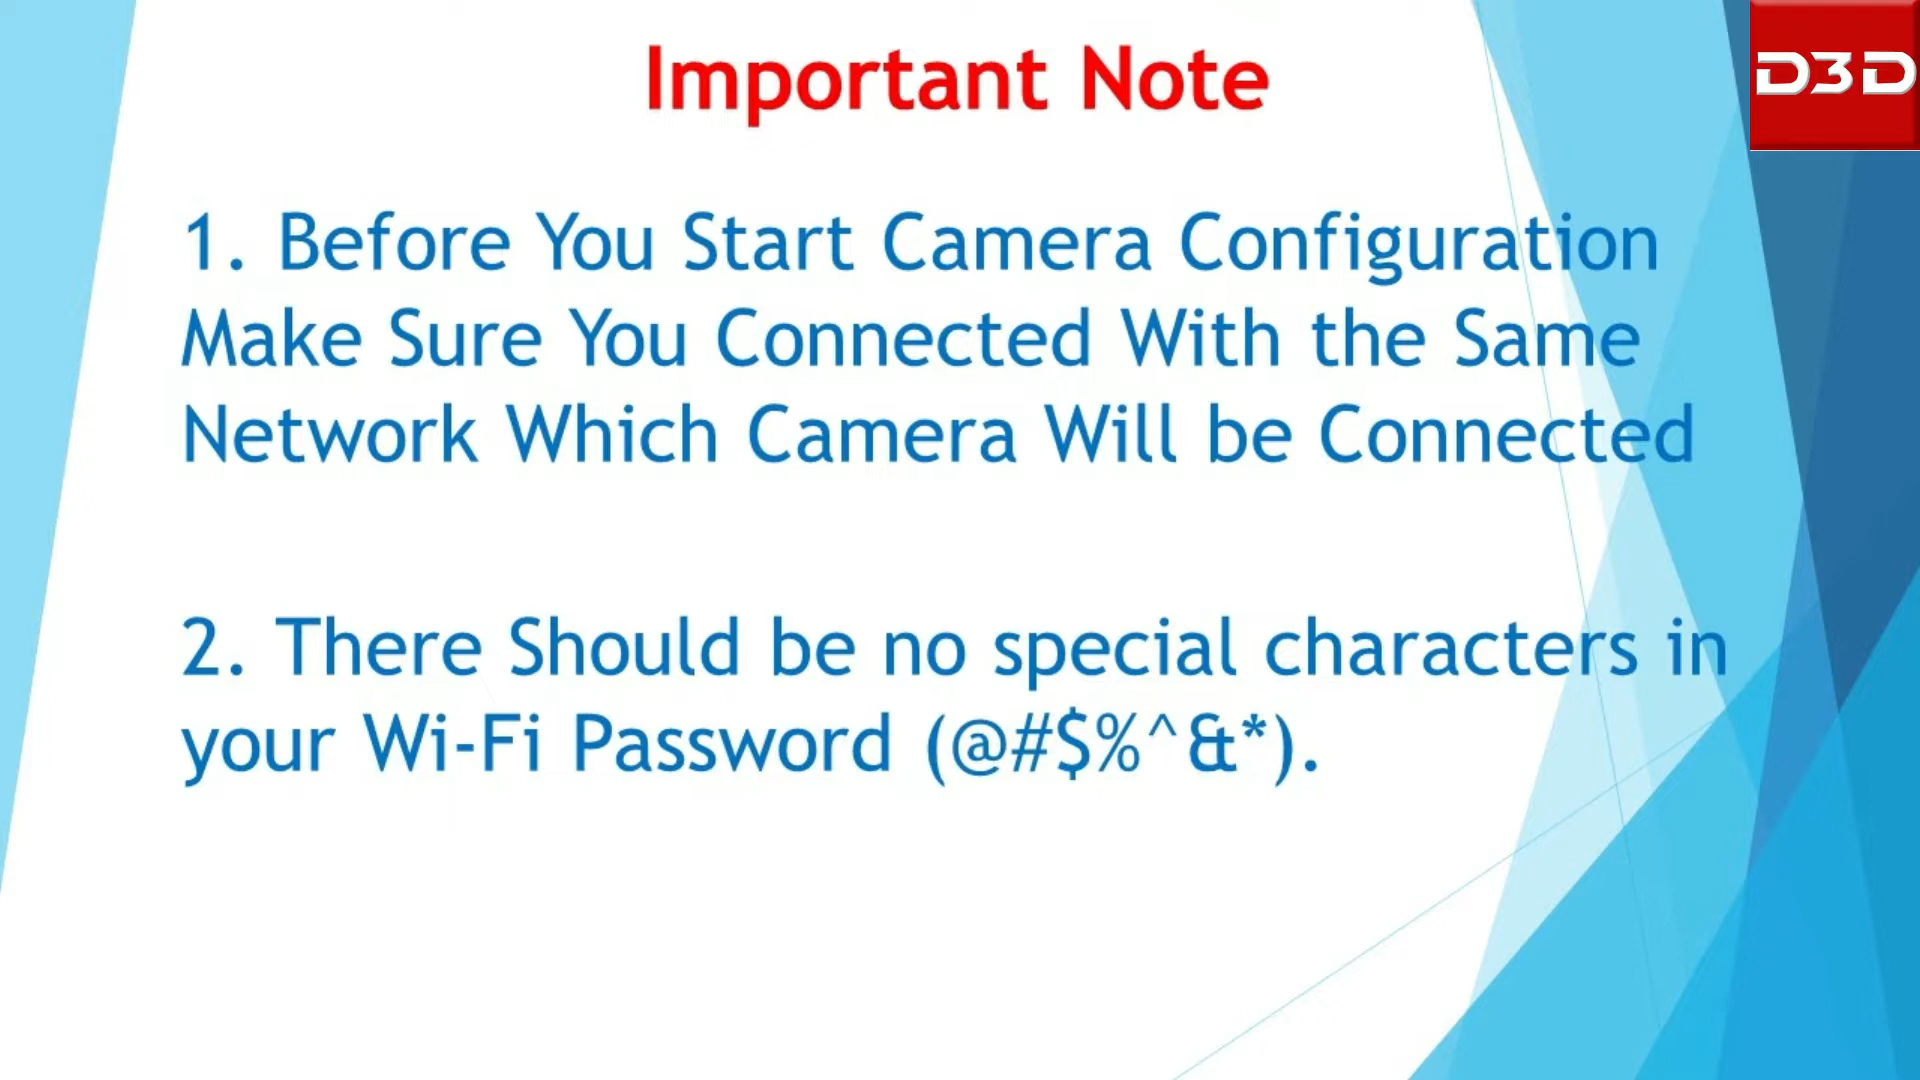 Important Note
D3D
1. Before You Start Camera Configuration
Make Sure You Connected With the Same
Network Which Camera Will be Connected
2. There Should be no special characters in
your Wi-Fi Password (@#$%^&*).